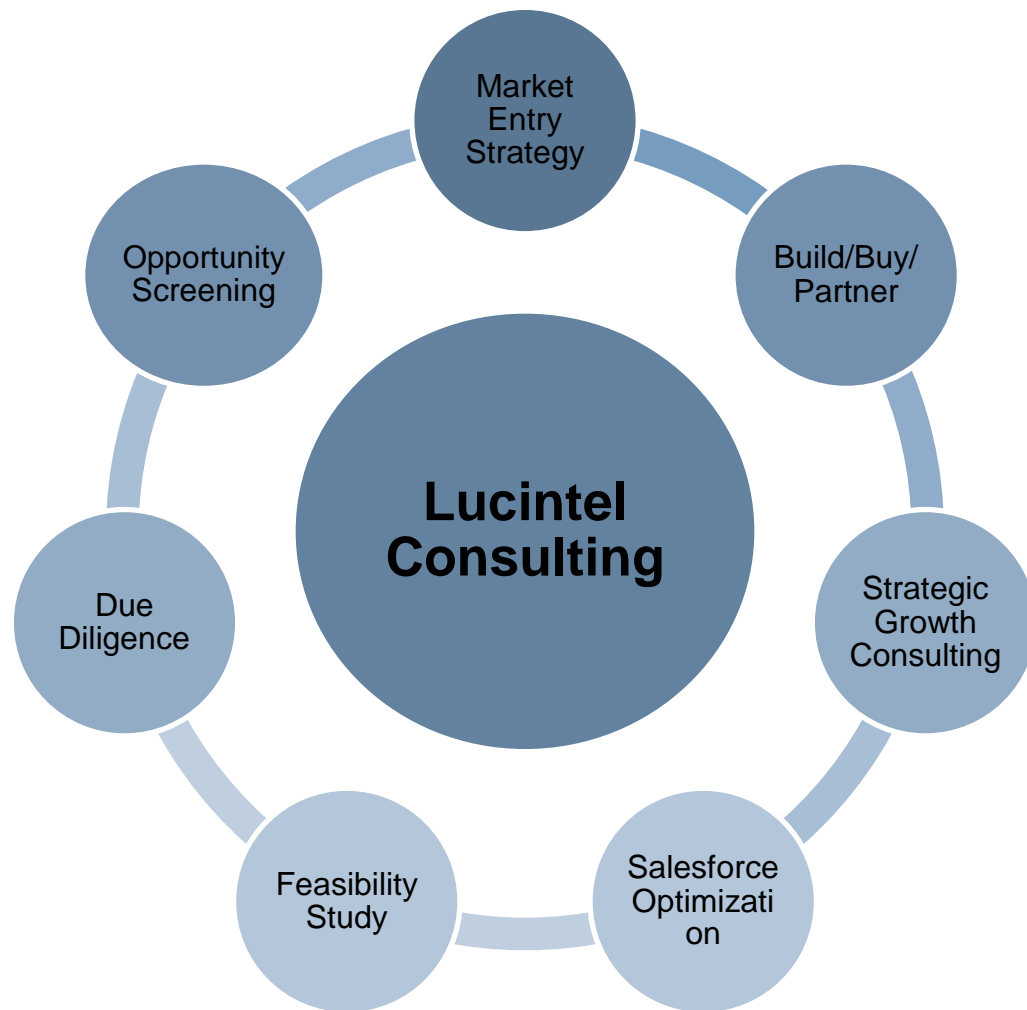 Market
Entry
Strategy
Opportunity
Screening
Build/Buy/
Partner
Lucintel
Consulting
Due
Diligence
Strategic
Growth
Consulting
Feasibility
Study
Salesforce
Optimizati
on